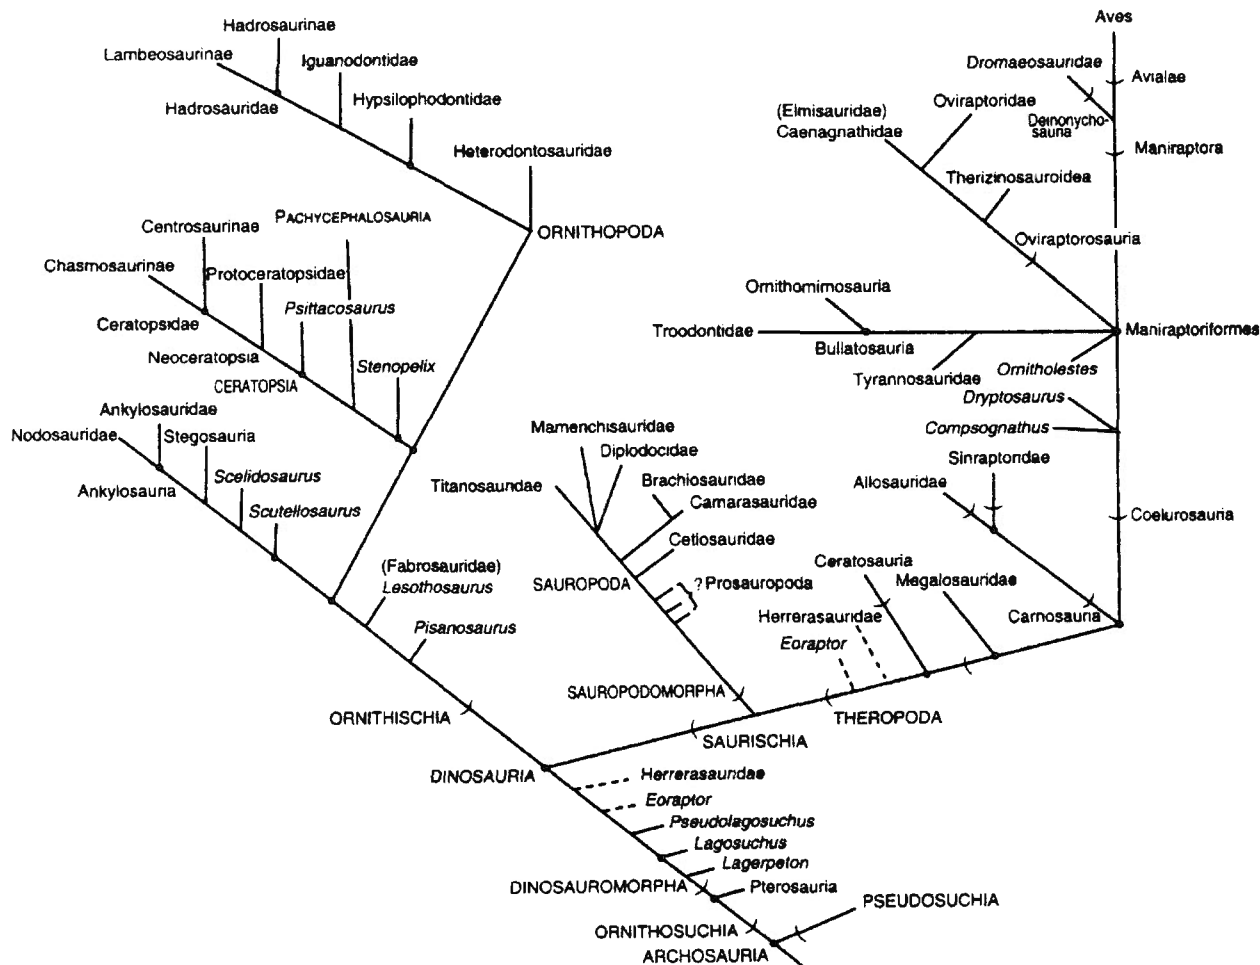 Aves
Hadrosaurinae
Lambeosaurinae
Iguanodontidae
Hadrosauridae
Hypsilophodontidae
Heterodontosauridae
ORNITHOPODA
Dromaeosauridae
Avialae
(Elmisauridae)
Caenagnathidae
Oviraptoridae
Deinonycho-
sauria
Maniraptora
Therizinosauroidea
Oviraptorosauria
PACHYCEPHALOSAURIA
Centrosaurinae
Chasmosaurinae
Protoceratopsidae
Psittacosaurus
Ceratopsidae
Neoceratopsia
CERATOPSIA
Stenopelix
Ornithomimosauria
Troodontidae
Bullatosauria
Maniraptoriformes
Tyrannosauridae
Ornitholestes
Dryptosaurus
Compsognathus
Ankylosauridae
Nodosauridae
Stegosauria
Scelidosaurus
Ankylosauria
Scutellosaurus
Mamenchisauridae
Diplodocidae
Titanosauridae
Brachiosauridae
Camarasauridae
Cetiosauridae
Sinraptoridae
Allosauridae
Coelurosauria
(Fabrosauridae)
Lesothosaurus
Pisanosaurus
SAUROPODA
? Prosauropoda
Ceratosauria
Megalosauridae
Herrerasauridae
Eoraptor
Carnosauria
SAUROPODOMORPHA
ORNITHISCHIA
THEROPODA
SAURISCHIA
DINOSAURIA
Herrerasauridae
Eoraptor
Pseudolagosuchus
Lagosuchus
Lagerpeton
DINOSAUROMORPHA
Pterosauria
PSEUDOSUCHIA
ORNITHOSUCHIA
ARCHOSAURIA